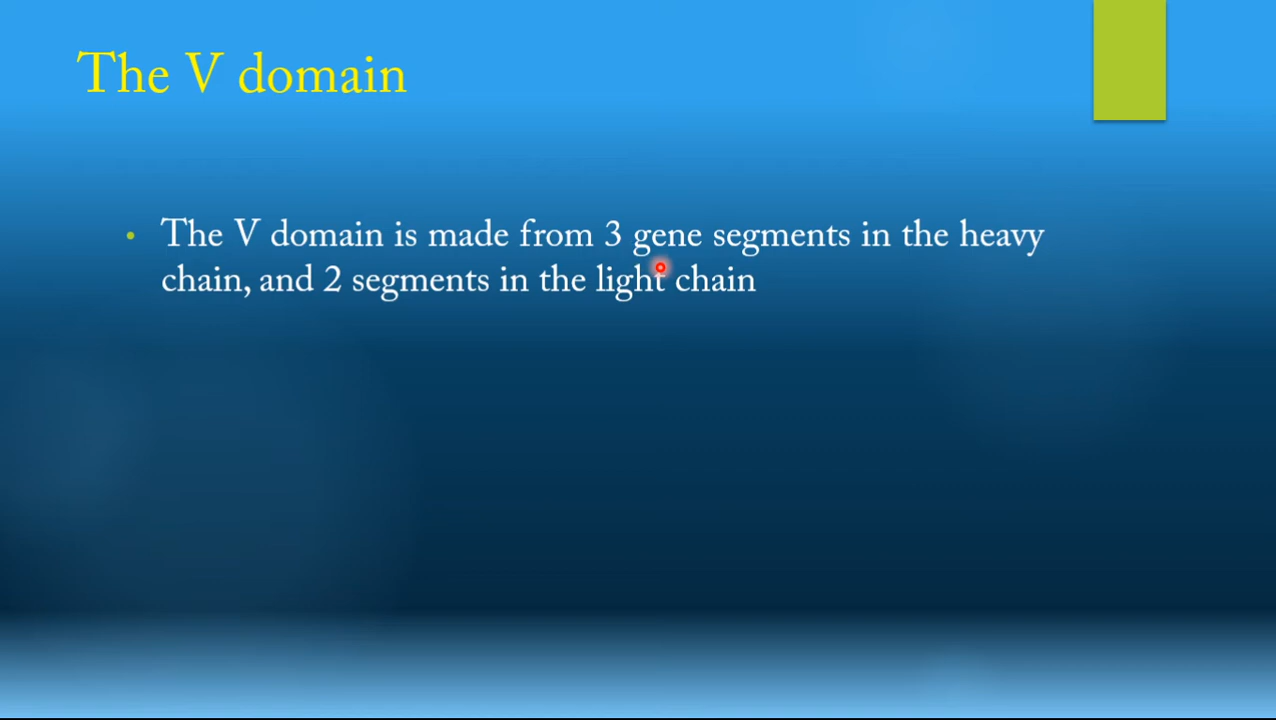 The V domain
• The V domain is made from 3 gene segments in the heavy
chain, and 2 segments in the light chain